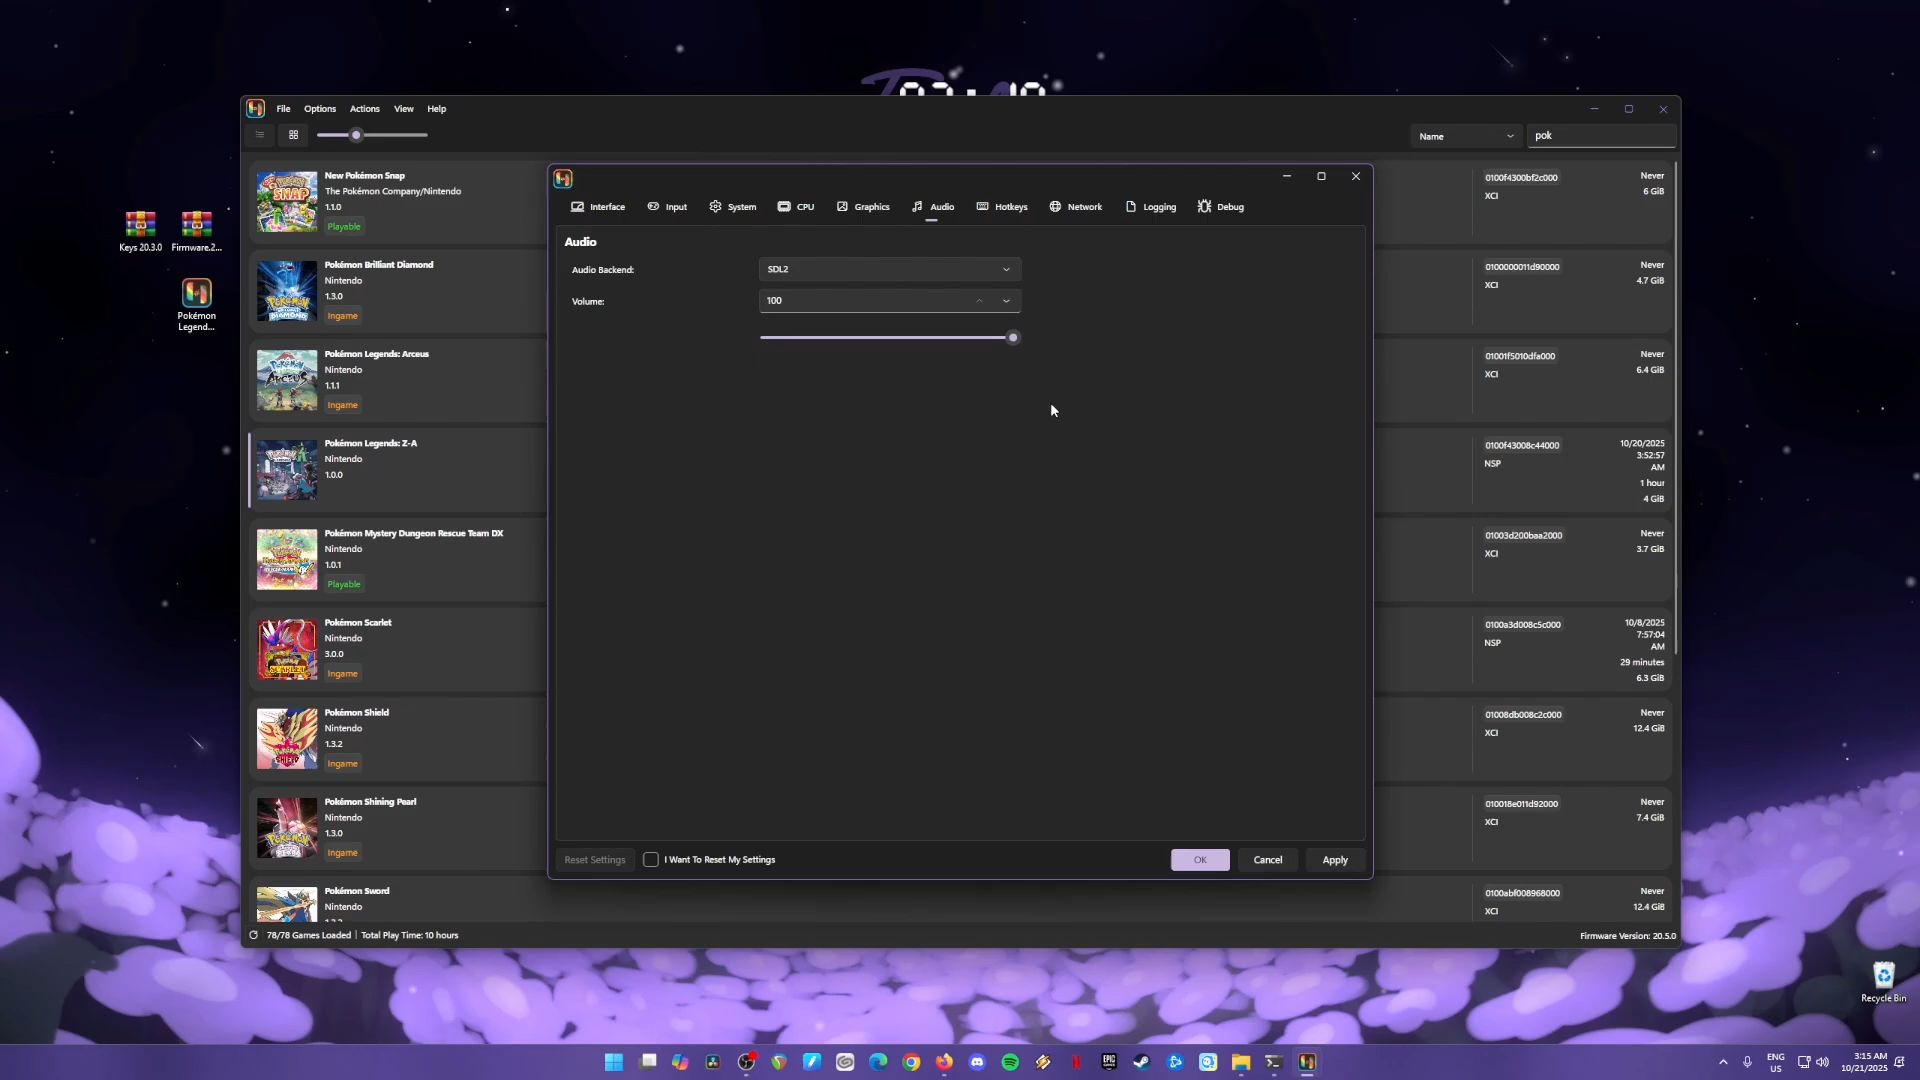 File Options Actions View Help
Name
pok
Keys 20.3.0
Firmware.2...
Pokémon
Legend...
New Pokémon Snap
The Pokémon Company/Nintendo
1.1.0
Playable
0100f4300bf2c000
XCI
Never
6 GiB
Pokémon Brilliant Diamond
Nintendo
1.3.0
Ingame
0100000011d90000
XCI
Never
4.7 GiB
Pokémon Legends: Arceus
Nintendo
1.1.1
Ingame
01001f5010dfa000
XCI
Never
6.4 GiB
Pokémon Legends: Z-A
Nintendo
1.0.0
0100f43008c44000
NSP
10/20/2025
3:52:57
AM
1 hour
4 GiB
Pokémon Mystery Dungeon Rescue Team DX
Nintendo
1.0.1
Playable
01003d200baa2000
XCI
Never
3.7 GiB
Pokémon Scarlet
Nintendo
3.0.0
Ingame
0100a3d008c5c000
NSP
10/8/2025
7:57:04
AM
29 minutes
6.3 GiB
Pokémon Shield
Nintendo
1.3.2
Ingame
01008db008c2c000
XCI
Never
12.4 GiB
Pokémon Shining Pearl
Nintendo
1.3.0
Ingame
010018e011d92000
XCI
Never
7.4 GiB
Pokémon Sword
Nintendo
0100abf008968000
XCI
Never
12.4 GiB
Interface Input System CPU Graphics Audio Hotkeys Network Logging Debug
Audio
Audio Backend: SDL2
Volume: 100
Reset Settings I Want To Reset My Settings OK Cancel Apply
78/78 Games Loaded | Total Play Time: 10 hours
Firmware Version: 20.5.0
Recycle Bin
ENG
US
3:15 AM
10/21/2025